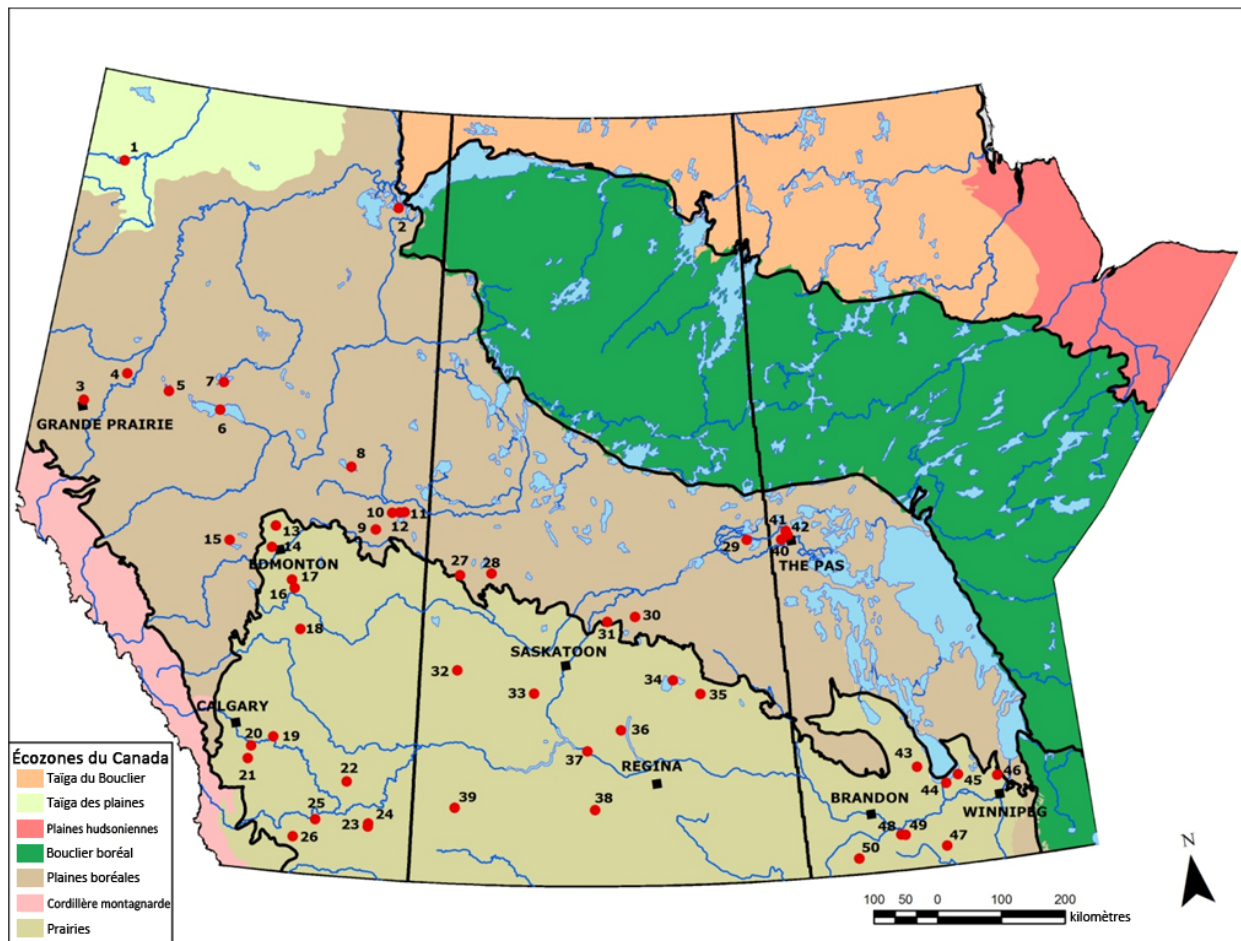 1
2
3
4
5
7
GRANDE PRAIRIE
6
8
10
11
9
12
13
15
14
EDMONTON
17
16
27
28
29
41
42
40
THE PAS
18
30
31
SASKATOON
32
33
34
35
CALGARY
20
19
21
36
37
REGINA
22
25
24
23
26
39
38
43
44
45
46
WINNIPEG
BRANDON
48
49
47
50
Écozones du Canada
Taïga du Bouclier
Taïga des plaines
Plaines hudsoniennes
Bouclier boréal
Plaines boréales
Cordillère montagnarde
Prairies
N
100 50 0 100 200
kilomètres